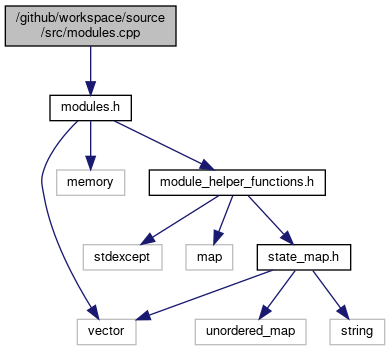 /github/workspace/source
/src/modules.cpp
modules.h
memory
module_helper_functions.h
stdexcept
map
state_map.h
vector
unordered_map
string